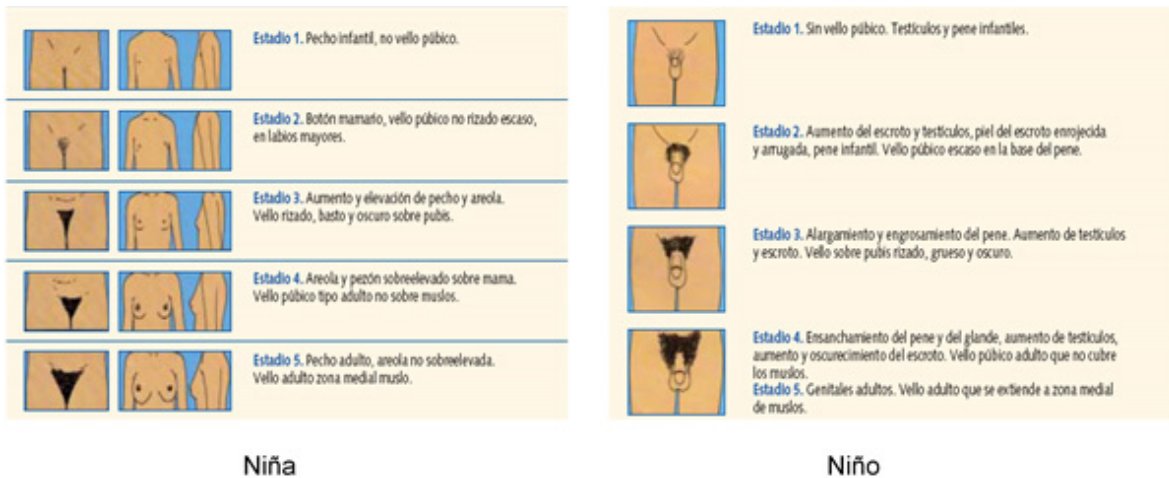 Estadio 1. Pecho infantil, no vello púbico.
Estadio 2. Botón mamario, vello púbico no rizado escaso,
en labios mayores.
Estadio 3. Aumento y elevación de pecho y areola.
Vello rizado, basto y oscuro sobre pubis.
Estadio 4. Areola y pezón sobreelevado sobre mama.
Vello púbico tipo adulto no sobre muslos.
Estadio 5. Pecho adulto, areola no sobreelevada.
Vello adulto zona medial muslo.
Niña
Estadio 1. Sin vello púbico. Testículos y pene infantiles.
Estadio 2. Aumento del escroto y testículos, piel del escroto enrojecida
y arrugada, pene infantil. Vello púbico escaso en la base del pene.
Estadio 3. Alargamiento y engrosamiento del pene. Aumento de testículos
y escroto. Vello sobre pubis rizado, grueso y oscuro.
Estadio 4. Ensanchamiento del pene y del glande, aumento de testículos,
aumento y oscurecimiento del escroto. Vello púbico adulto que no cubre
los muslos.
Estadio 5. Genitales adultos. Vello adulto que se extiende a zona medial
de muslos.
Niño